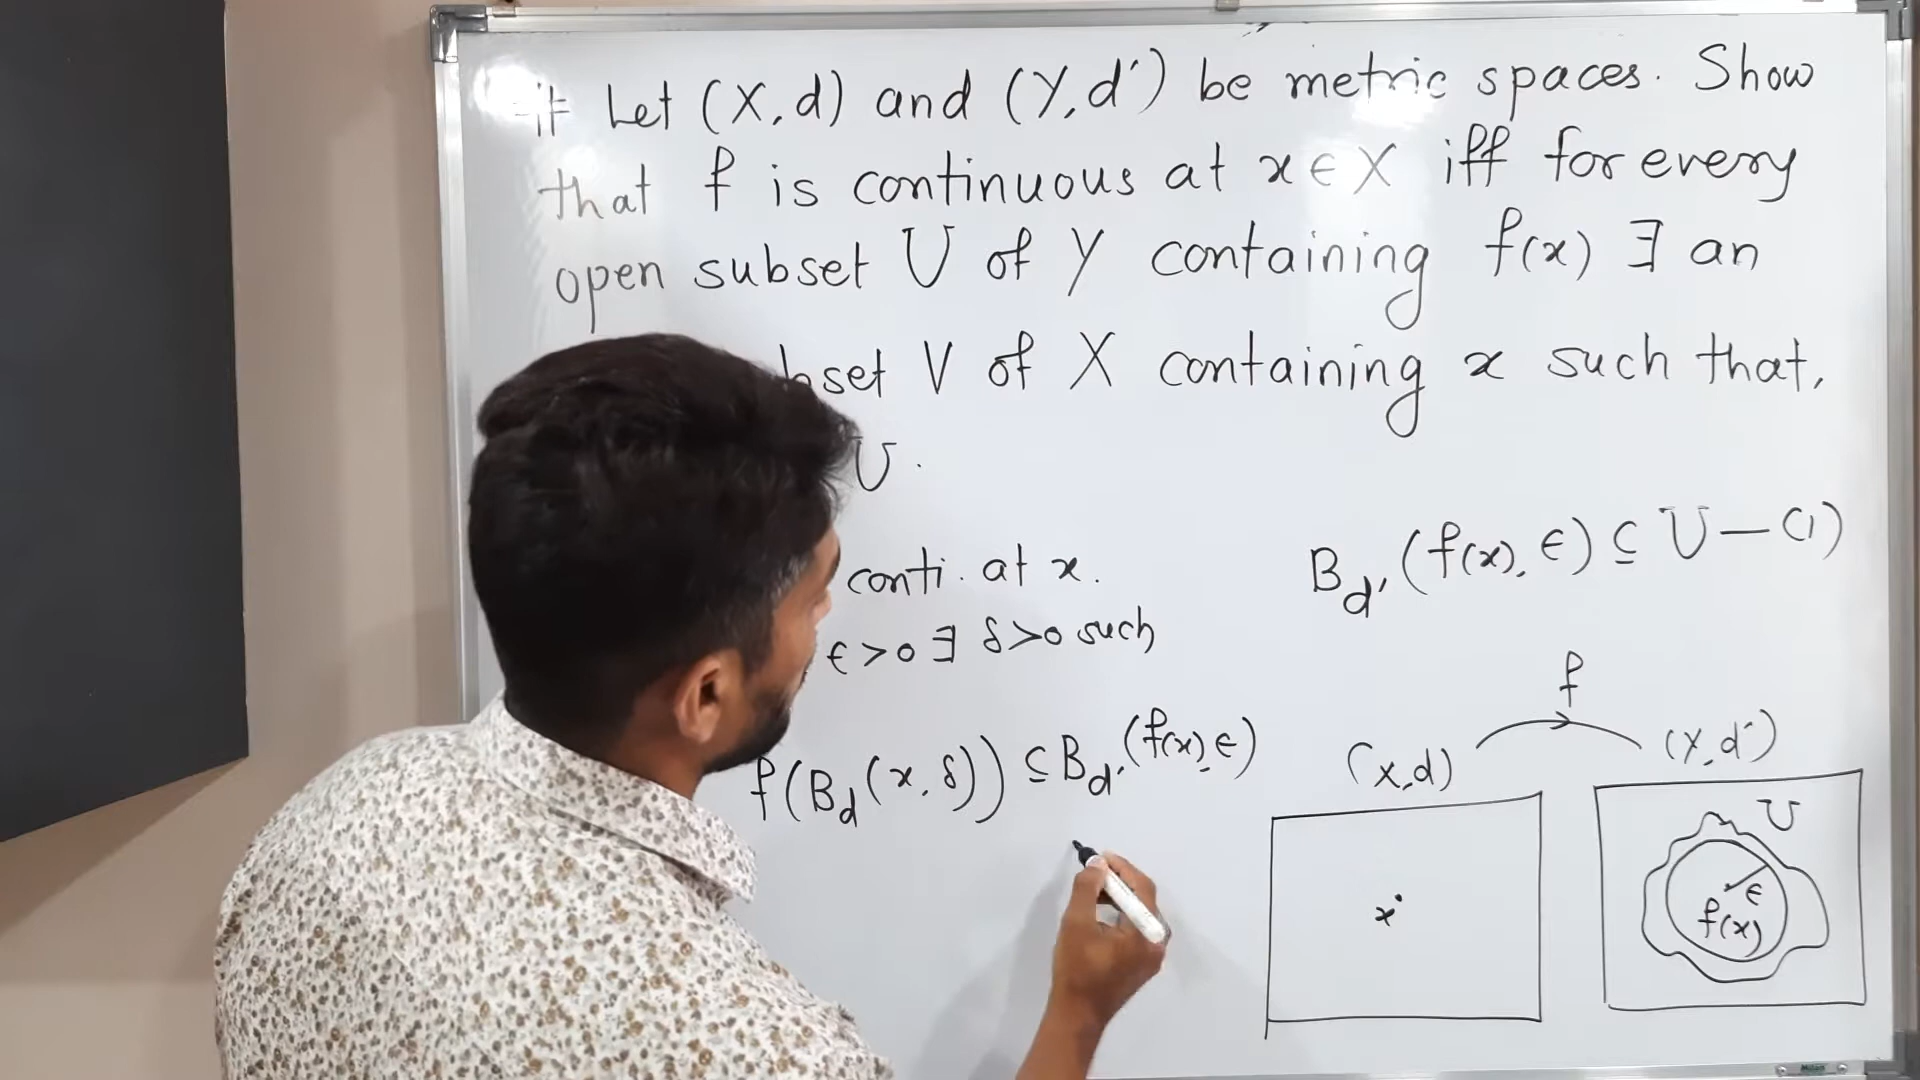 # Let (X,d) and (Y,d') be metric spaces. Show
that f is continuous at x∈X iff for every
open subset U of Y containing f(x) ∃ an
V of X containing x such that,
U.
conti. at x.
ϵ>0 ∃ δ>0 such
f(B_d(x,δ)) ⊆ B_d'(f(x),ϵ)
B_d'(f(x),ϵ) ⊆ U — (1)
f
(X,d)
(Y,d')
x
U
ϵ
f(x)